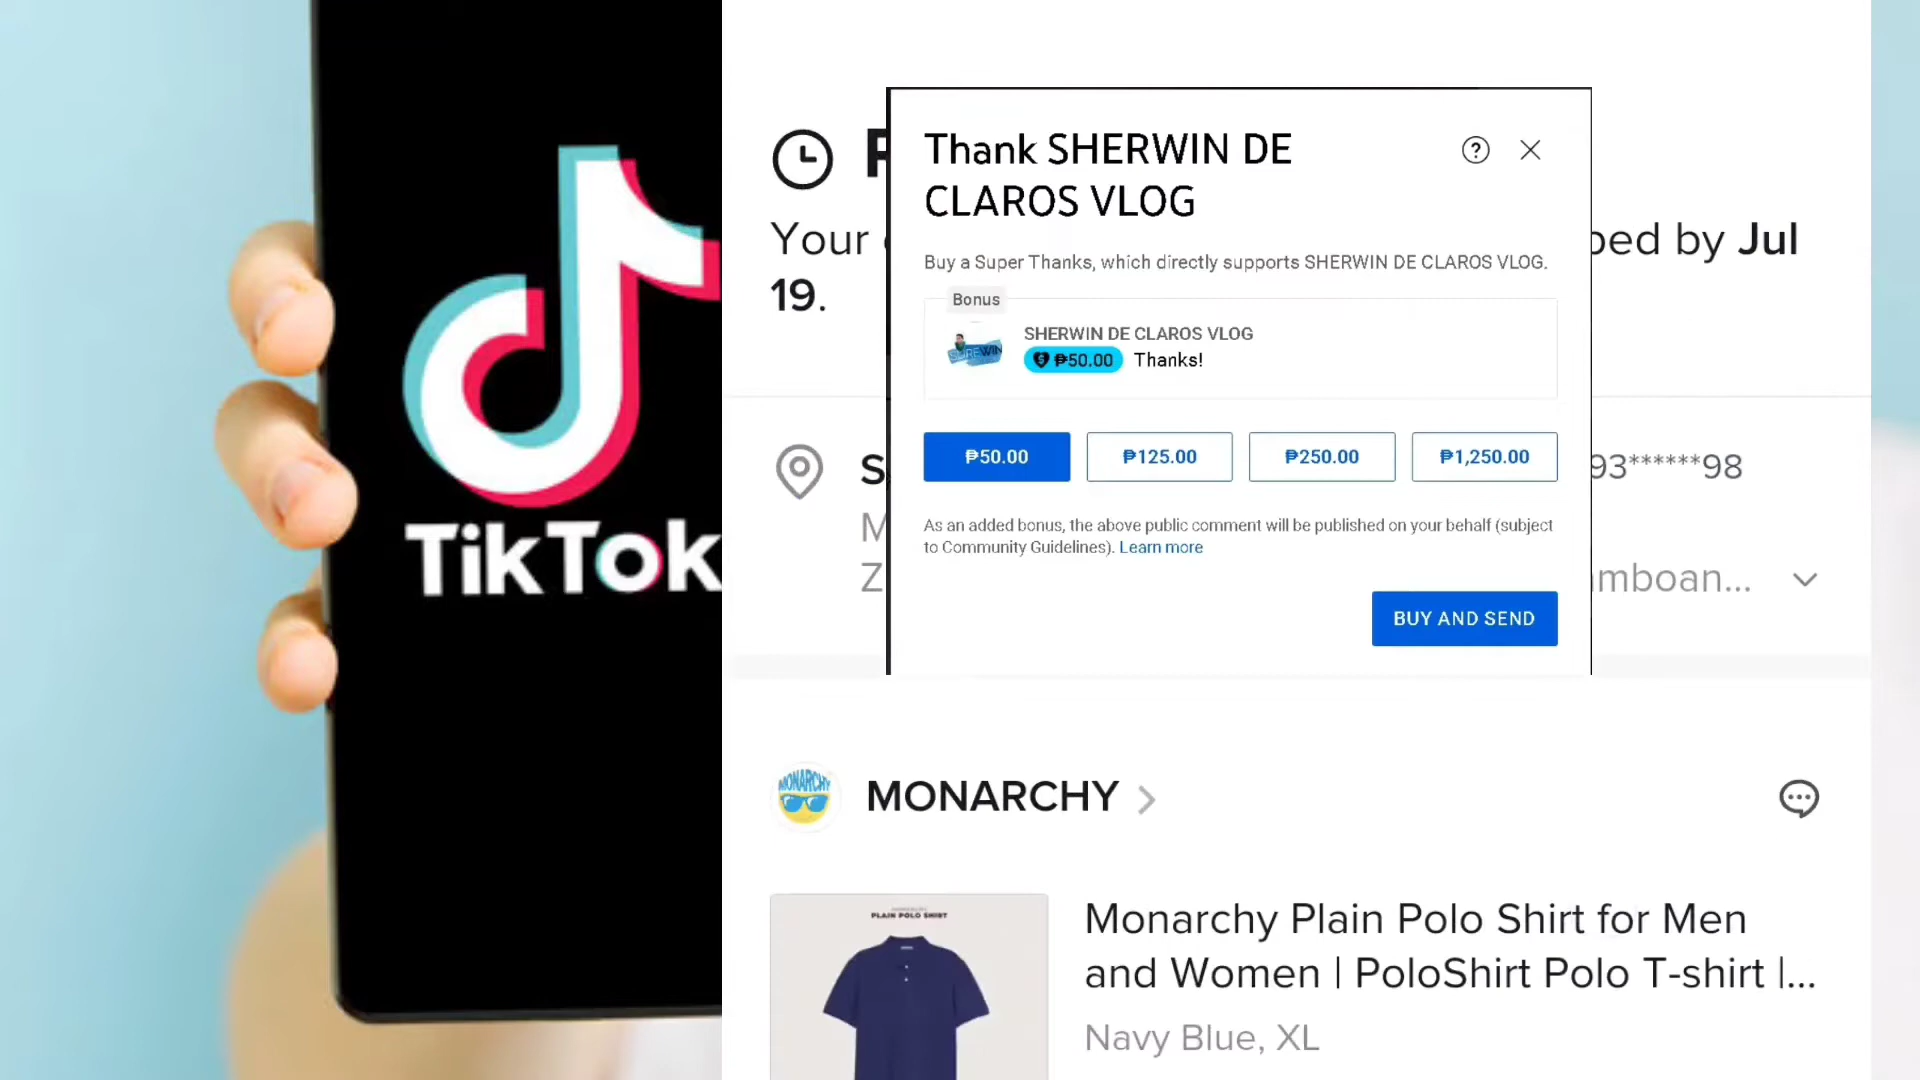 TikTok
Thank SHERWIN DE
CLAROS VLOG
Your
ped by Jul
19.
Buy a Super Thanks, which directly supports SHERWIN DE CLAROS VLOG.
Bonus
SHERWIN DE CLAROS VLOG
₱50.00 Thanks!
₱50.00
₱125.00
₱250.00
₱1,250.00
93******98
As an added bonus, the above public comment will be published on your behalf (subject
to Community Guidelines). Learn more
mboan...
BUY AND SEND
MONARCHY
MONARCHY
PLAIN POLO SHIRT
Monarchy Plain Polo Shirt for Men
and Women | PoloShirt Polo T-shirt |...
Navy Blue, XL